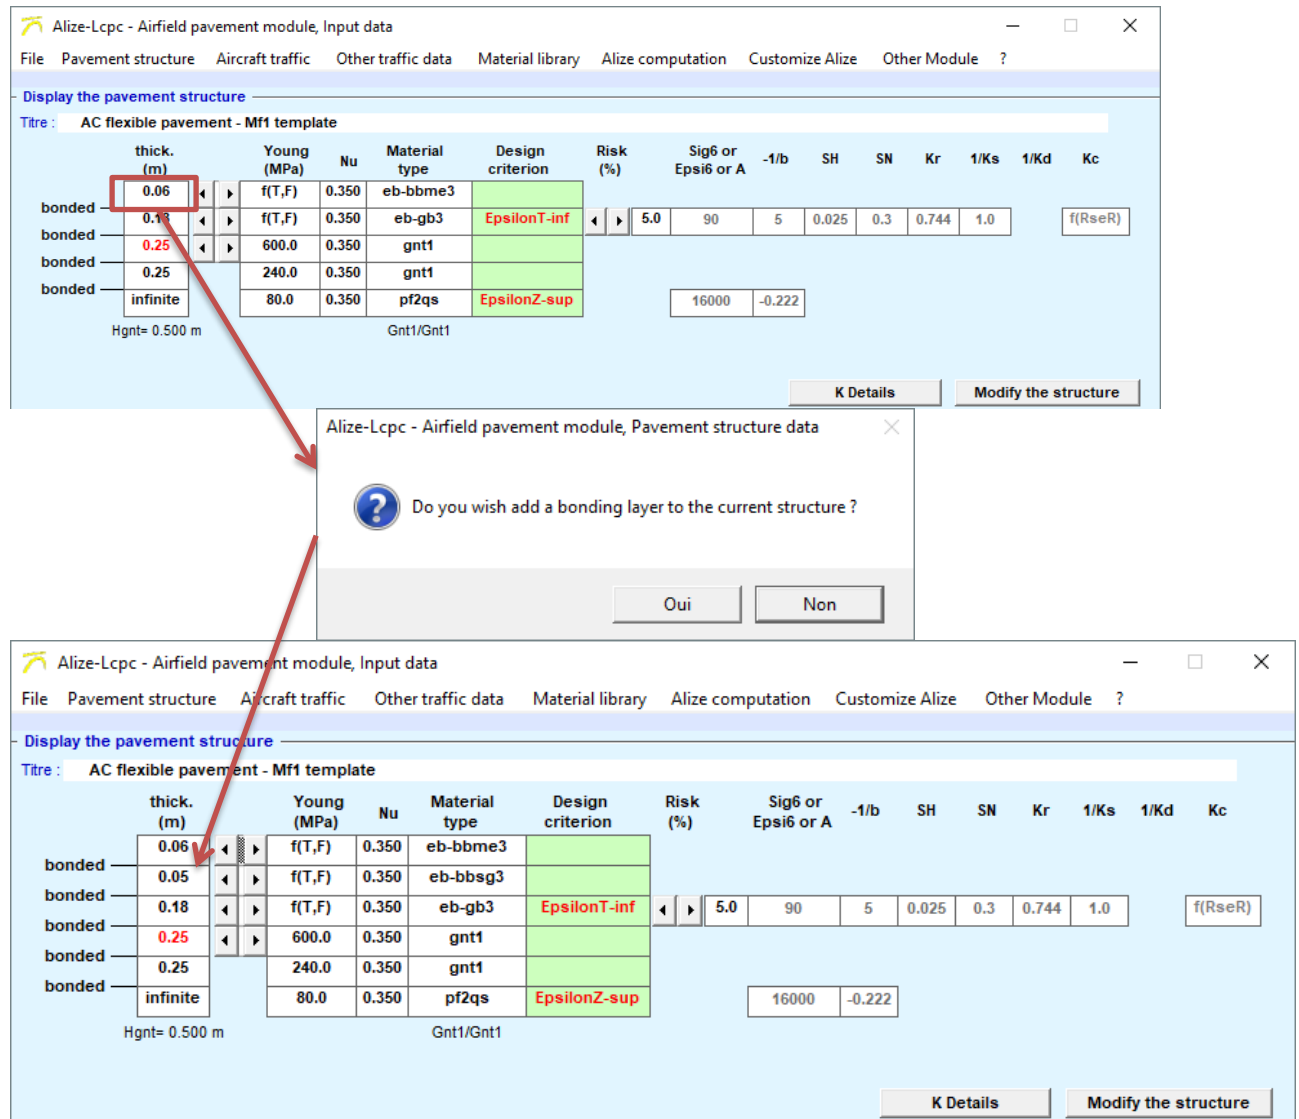 Alize-Lcpc - Airfield pavement module, Input data
File Pavement structure Aircraft traffic Other traffic data Material library Alize computation Customize Alize Other Module ?
Display the pavement structure
Titre : AC flexible pavement - Mf1 template
thick. (m) Young (MPa) Nu Material type Design criterion Risk (%) Sig6 or Epsi6 or A -1/b SH SN Kr 1/Ks 1/Kd Kc
0.06 f(T,F) 0.350 eb-bbme3
bonded
0.18 f(T,F) 0.350 eb-gb3 EpsilonT-inf 5.0 90 5 0.025 0.3 0.744 1.0 f(RseR)
bonded
0.25 600.0 0.350 gnt1
bonded
0.25 240.0 0.350 gnt1
bonded
infinite 80.0 0.350 pf2qs EpsilonZ-sup 16000 -0.222
Hgnt= 0.500 m Gnt1/Gnt1
K Details Modify the structure
Alize-Lcpc - Airfield pavement module, Pavement structure data
Do you wish add a bonding layer to the current structure ?
Oui Non
Alize-Lcpc - Airfield pavement module, Input data
File Pavement structure Aircraft traffic Other traffic data Material library Alize computation Customize Alize Other Module ?
Display the pavement structure
Titre : AC flexible pavement - Mf1 template
thick. (m) Young (MPa) Nu Material type Design criterion Risk (%) Sig6 or Epsi6 or A -1/b SH SN Kr 1/Ks 1/Kd Kc
0.06 f(T,F) 0.350 eb-bbme3
bonded
0.05 f(T,F) 0.350 eb-bbsg3
bonded
0.18 f(T,F) 0.350 eb-gb3 EpsilonT-inf 5.0 90 5 0.025 0.3 0.744 1.0 f(RseR)
bonded
0.25 600.0 0.350 gnt1
bonded
0.25 240.0 0.350 gnt1
bonded
infinite 80.0 0.350 pf2qs EpsilonZ-sup 16000 -0.222
Hgnt= 0.500 m Gnt1/Gnt1
K Details Modify the structure